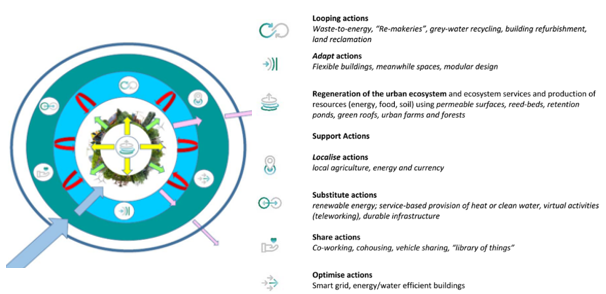 Looping actions
Waste-to-energy, “Re-makeries”, grey-water recycling, building refurbishment,
land reclamation
Adapt actions
Flexible buildings, meanwhile spaces, modular design
Regeneration of the urban ecosystem and ecosystem services and production of
resources (energy, food, soil) using permeable surfaces, reed-beds, retention
ponds, green roofs, urban farms and forests
Support Actions
Localise actions
local agriculture, energy and currency
Substitute actions
renewable energy; service-based provision of heat or clean water, virtual activities
(teleworking), durable infrastructure
Share actions
Co-working, cohousing, vehicle sharing, “library of things”
Optimise actions
Smart grid, energy/water efficient buildings